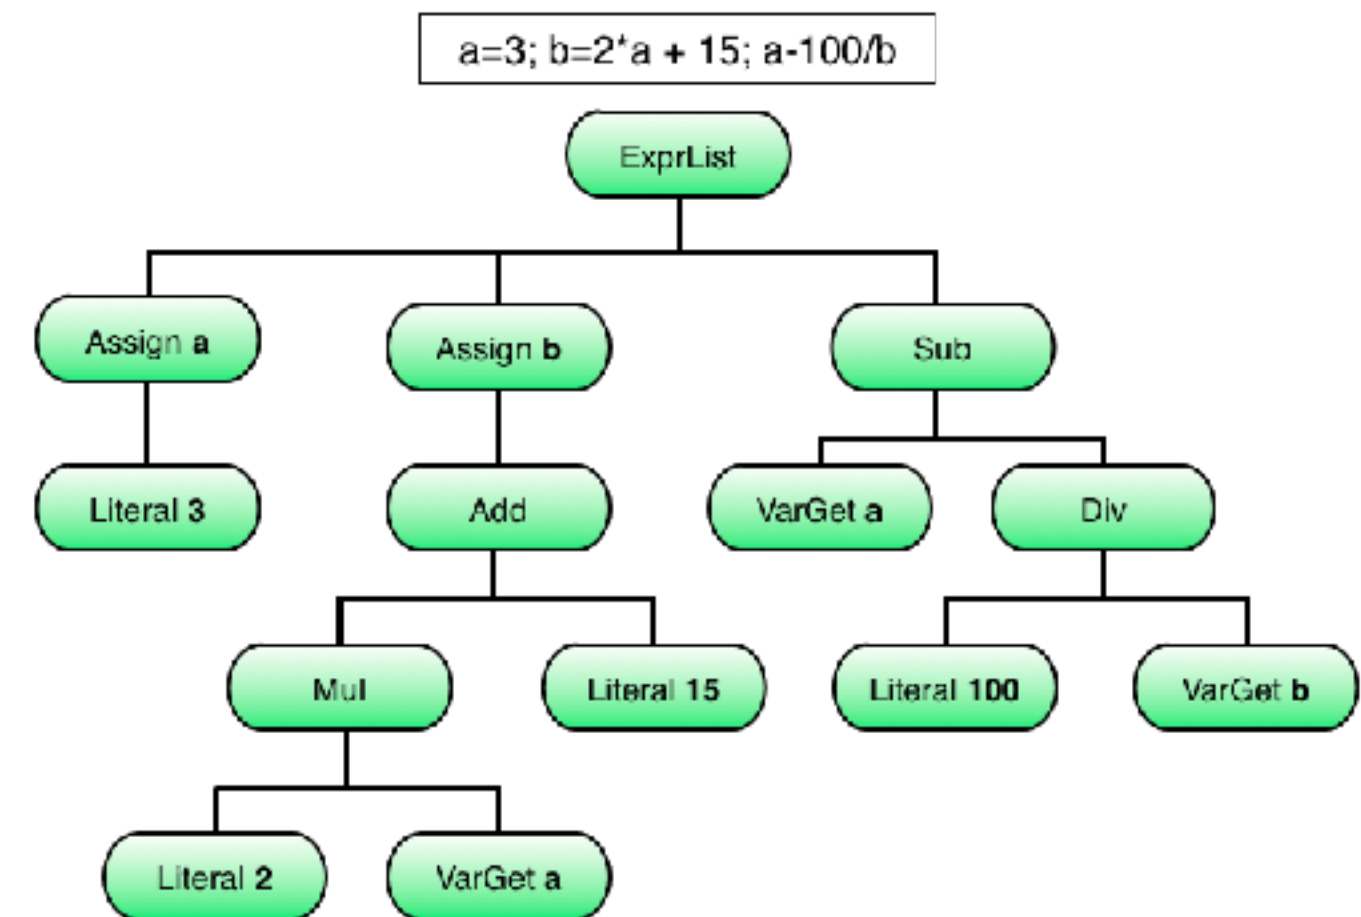 a=3; b=2*a + 15; a-100/b
ExprList
Assign a
Assign b
Sub
Literal 3
Add
VarGet a
Div
Mul
Literal 15
Literal 100
VarGet b
Literal 2
VarGet a